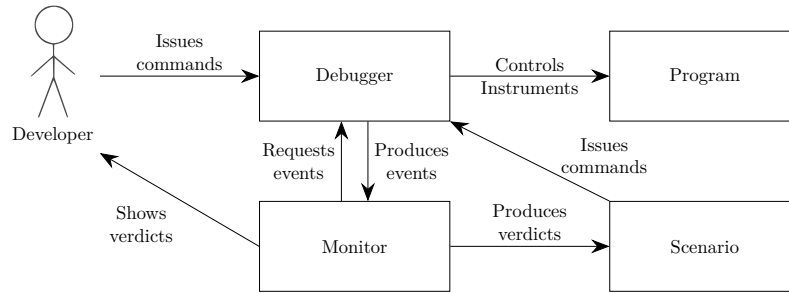 Issues
commands
Debugger
Controls
Instruments
Program
Developer
Requests
events
Produces
events
Issues
commands
Shows
verdicts
Monitor
Produces
verdicts
Scenario